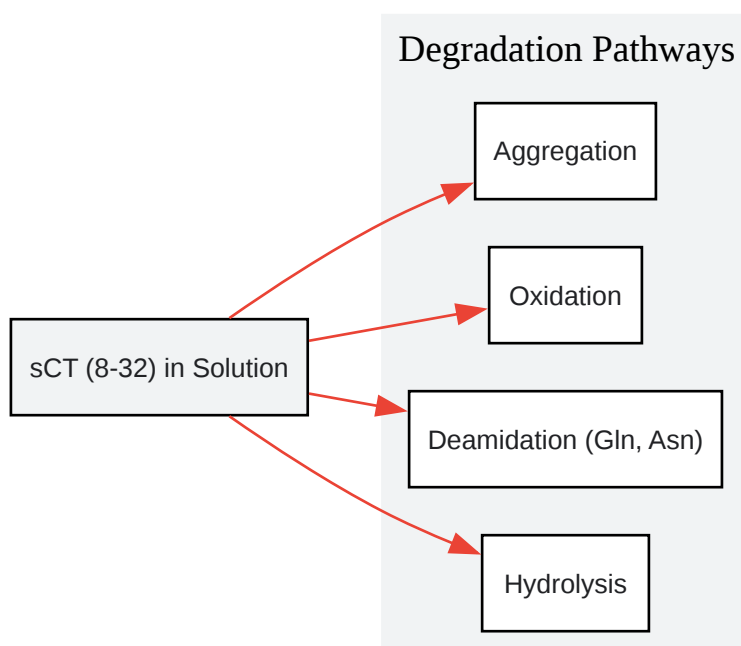 Degradation Pathways
Aggregation
Oxidation
sCT (8-32) in Solution
Deamidation (Gln, Asn)
Hydrolysis